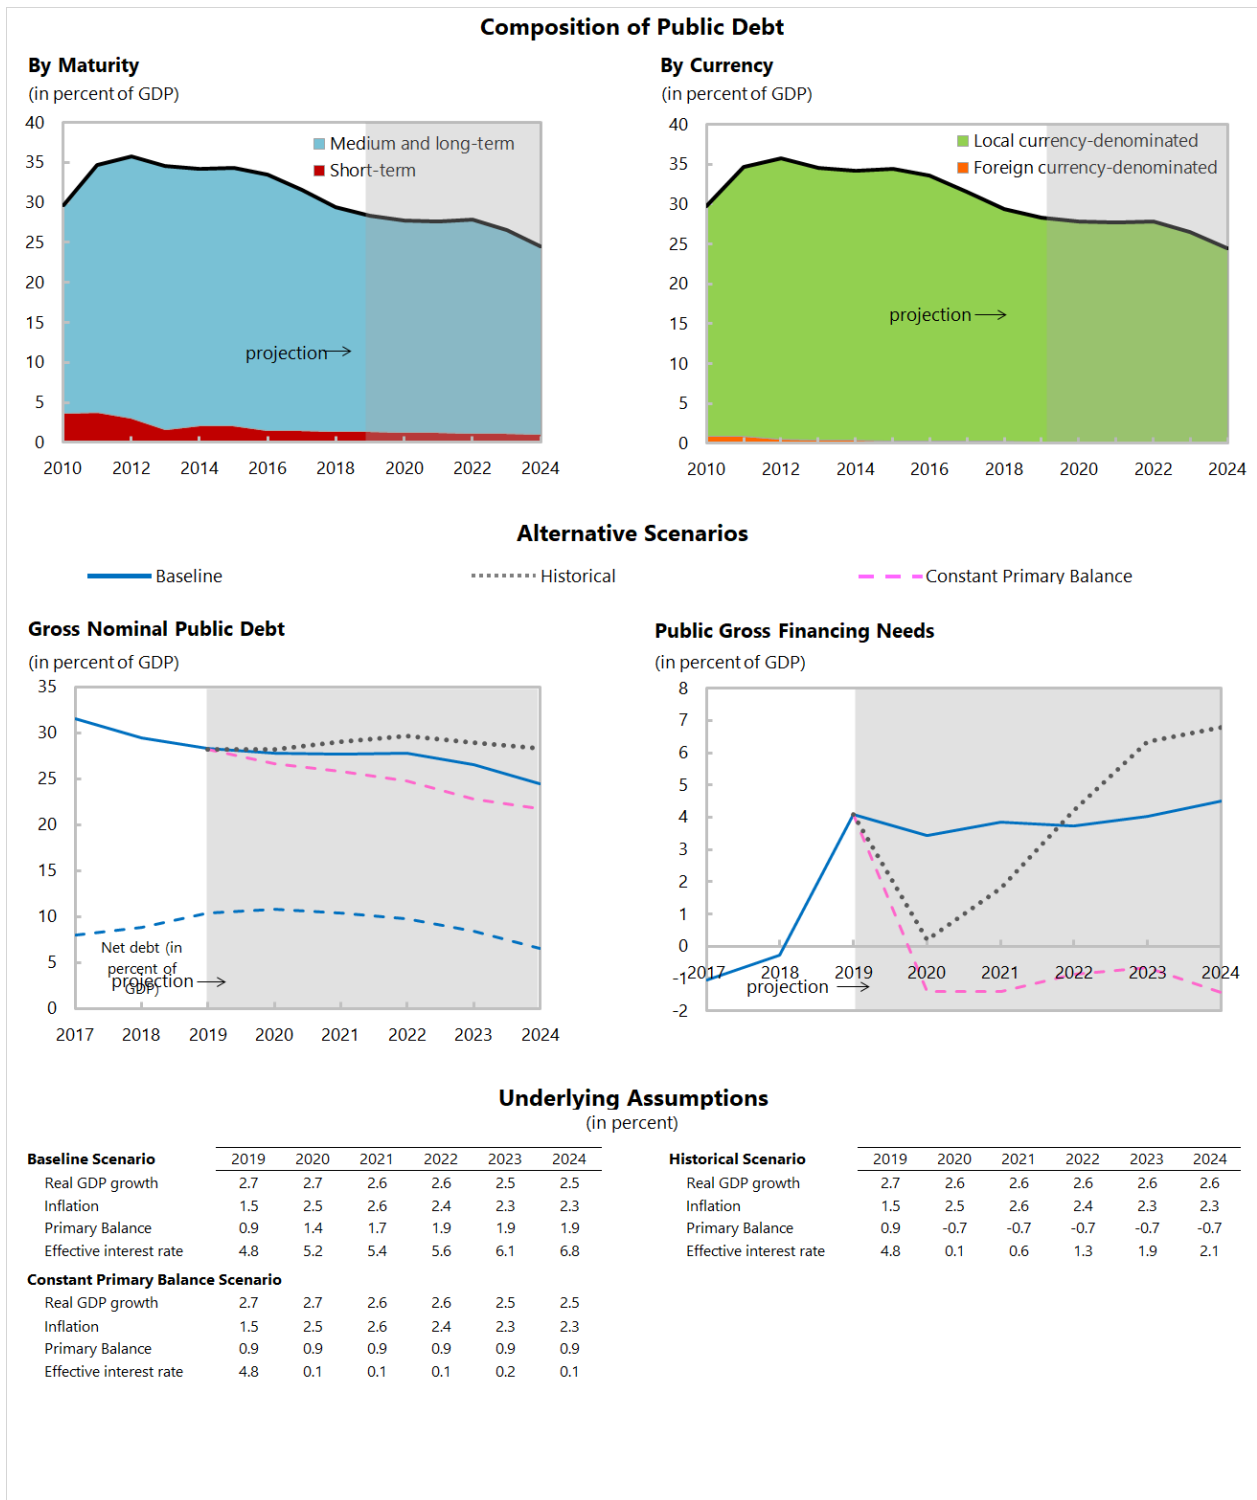 Composition of Public Debt
By Maturity
(in percent of GDP)
40
35
30
25
20
15
10
5
0
Medium and long-term
Short-term
projection
2010 2012 2014 2016 2018 2020 2022 2024
By Currency
(in percent of GDP)
40
35
30
25
20
15
10
5
0
Local currency-denominated
Foreign currency-denominated
projection
2010 2012 2014 2016 2018 2020 2022 2024
Alternative Scenarios
Baseline Historical Constant Primary Balance
Gross Nominal Public Debt
(in percent of GDP)
35
30
25
20
15
10
5
0
Net debt (in
percent of
GDP)
projection
2017 2018 2019 2020 2021 2022 2023 2024
Public Gross Financing Needs
(in percent of GDP)
8
7
6
5
4
3
2
1
0
-1
-2
2017 2018 2019 2020 2021 2022 2023 2024
projection
Underlying Assumptions
(in percent)
Baseline Scenario 2019 2020 2021 2022 2023 2024
Real GDP growth 2.7 2.7 2.6 2.6 2.5 2.5
Inflation 1.5 2.5 2.6 2.4 2.3 2.3
Primary Balance 0.9 1.4 1.7 1.9 1.9 1.9
Effective interest rate 4.8 5.2 5.4 5.6 6.1 6.8
Constant Primary Balance Scenario
Real GDP growth 2.7 2.7 2.6 2.6 2.5 2.5
Inflation 1.5 2.5 2.6 2.4 2.3 2.3
Primary Balance 0.9 0.9 0.9 0.9 0.9 0.9
Effective interest rate 4.8 0.1 0.1 0.1 0.2 0.1
Historical Scenario 2019 2020 2021 2022 2023 2024
Real GDP growth 2.7 2.6 2.6 2.6 2.6 2.6
Inflation 1.5 2.5 2.6 2.4 2.3 2.3
Primary Balance 0.9 -0.7 -0.7 -0.7 -0.7 -0.7
Effective interest rate 4.8 0.1 0.6 1.3 1.9 2.1